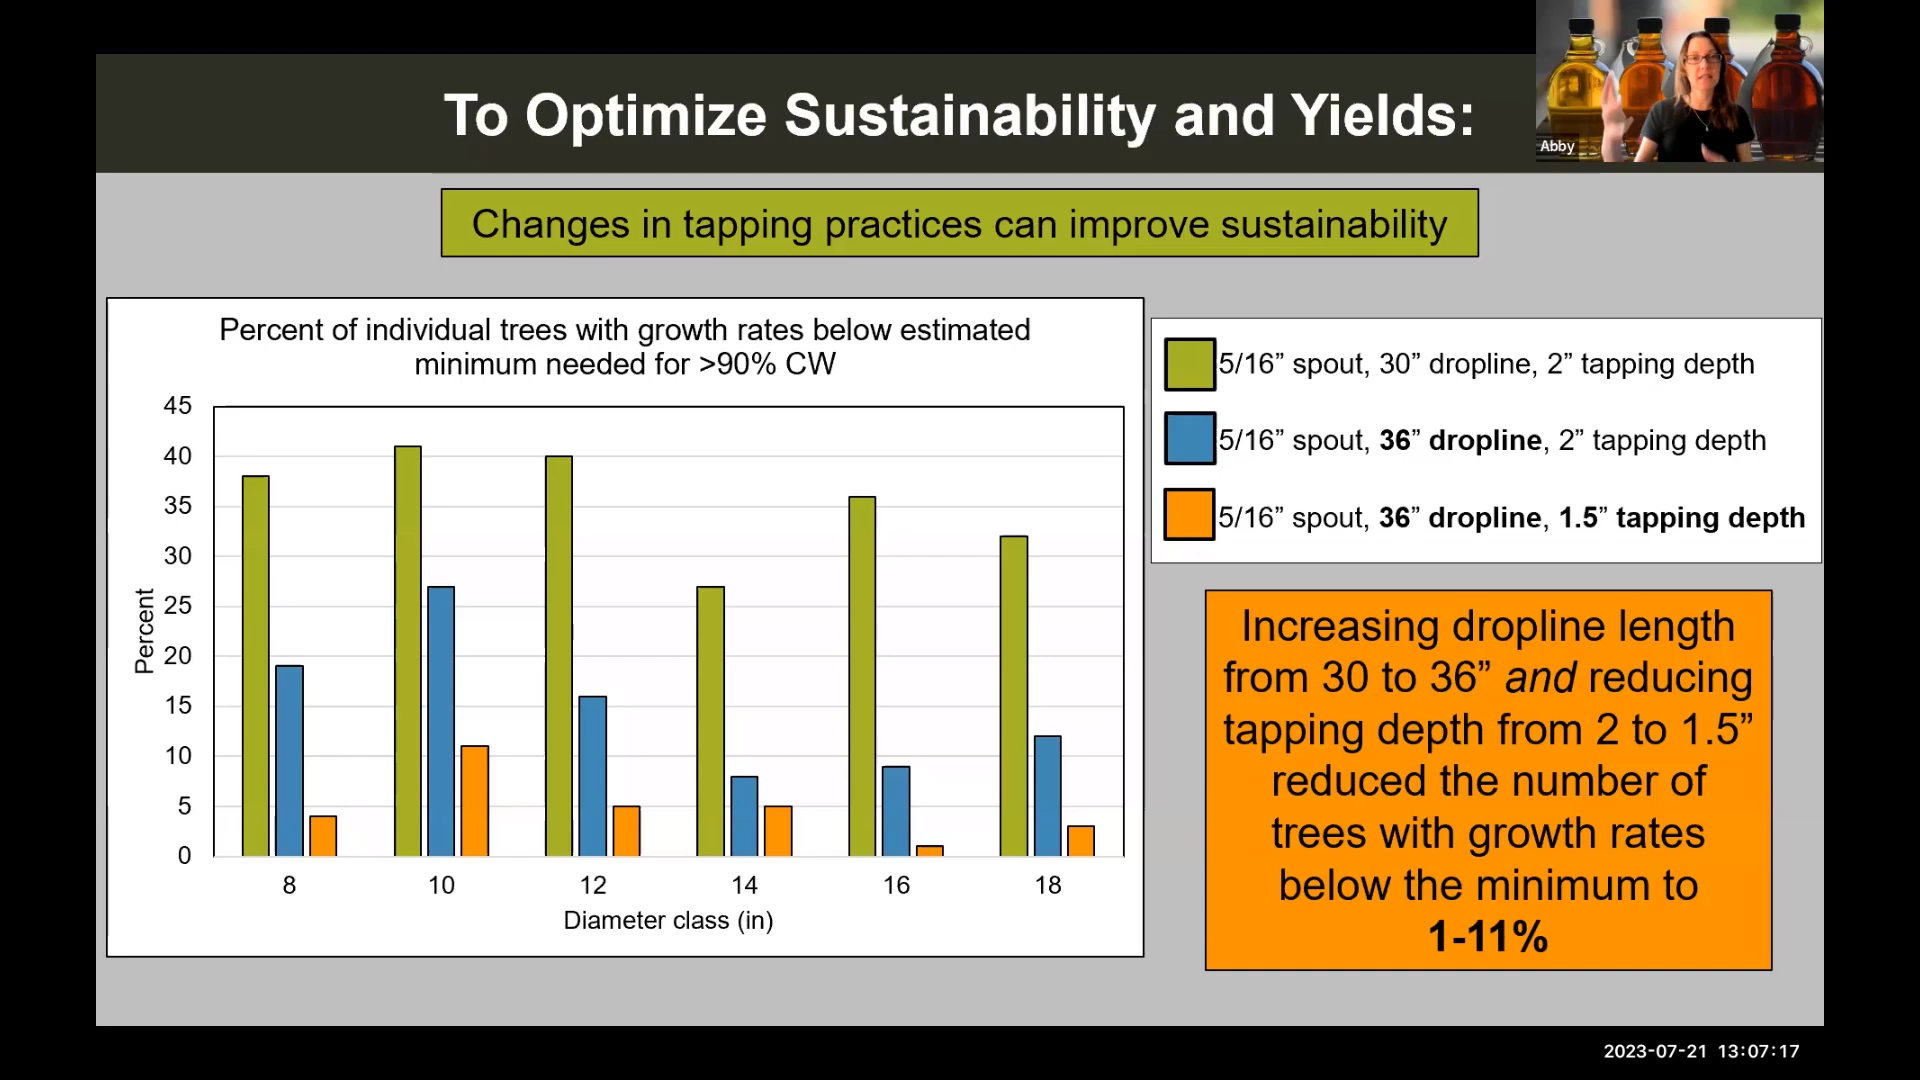 To Optimize Sustainability and Yields:
Abby
Changes in tapping practices can improve sustainability
Percent of individual trees with growth rates below estimated
minimum needed for >90% CW
45
40
35
30
25
20
15
10
5
0
Percent
8 10 12 14 16 18
Diameter class (in)
5/16” spout, 30” dropline, 2” tapping depth
5/16” spout, 36” dropline, 2” tapping depth
5/16” spout, 36” dropline, 1.5” tapping depth
Increasing dropline length
from 30 to 36” and reducing
tapping depth from 2 to 1.5”
reduced the number of
trees with growth rates
below the minimum to
1-11%
2023-07-21 13:07:17